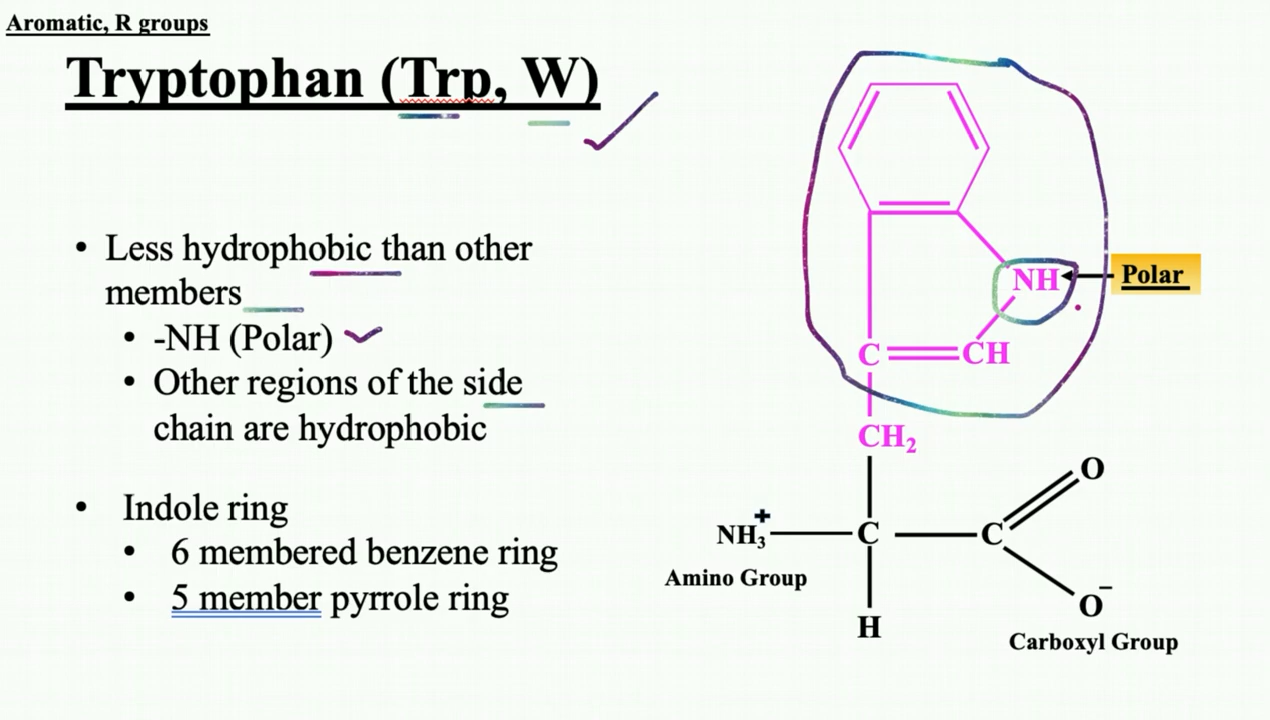 Aromatic, R groups
Tryptophan (Trp, W)
• Less hydrophobic than other
members
• -NH (Polar)
• Other regions of the side
chain are hydrophobic
• Indole ring
• 6 membered benzene ring
• 5 member pyrrole ring
NH
Polar
C
CH
CH₂
O
NH₃⁺
C
C
Amino Group
O⁻
H
Carboxyl Group